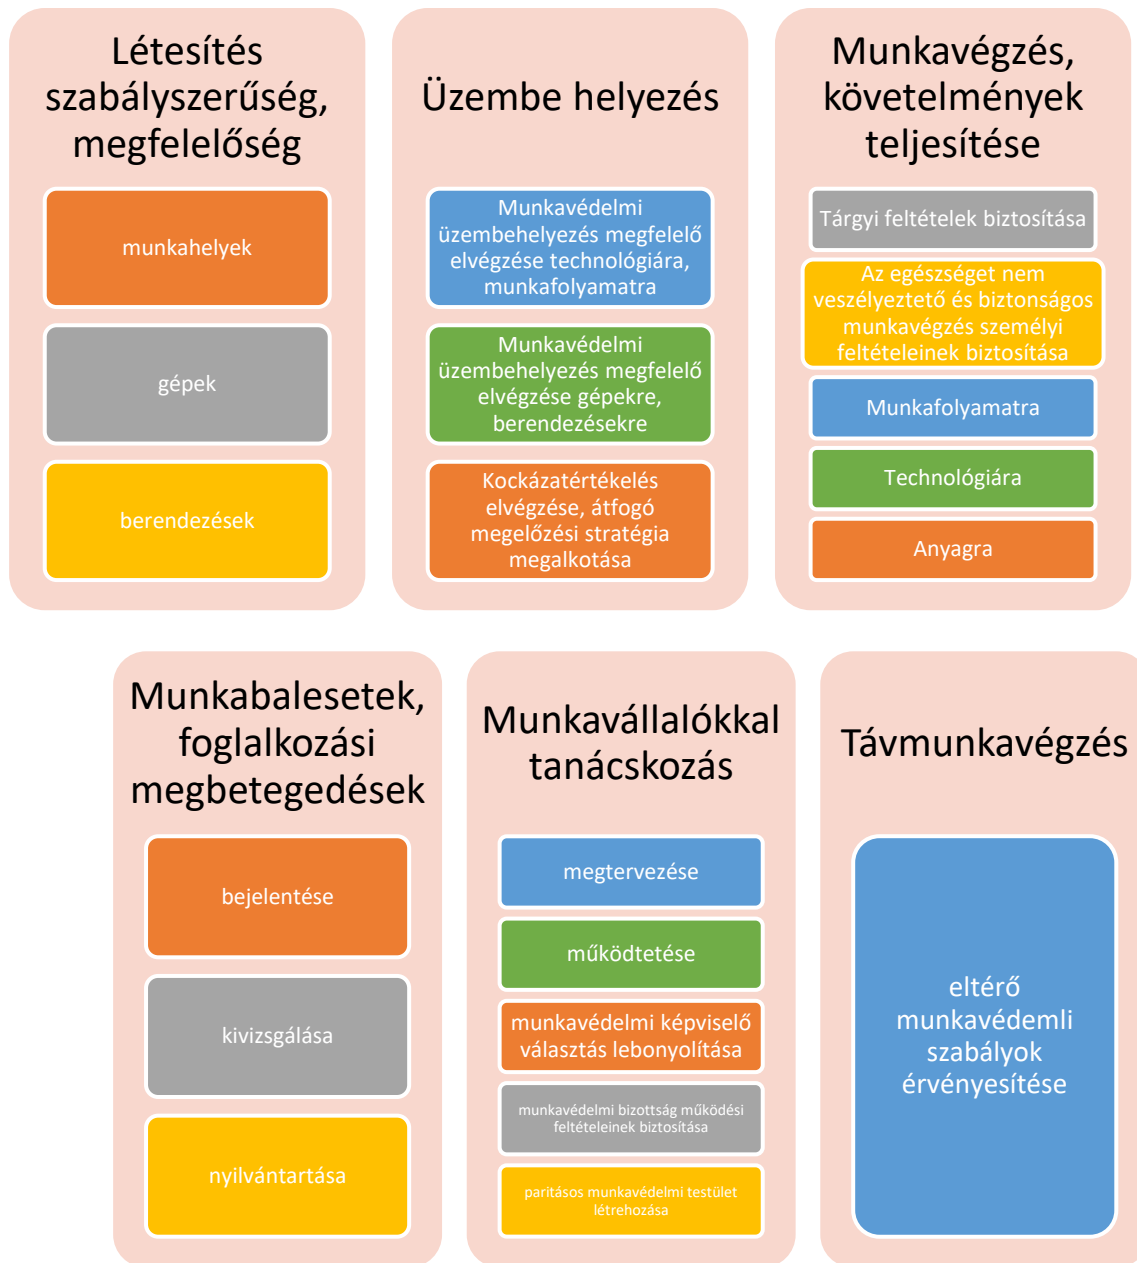 Létesítés
szabályszerűség,
megfelelőség
munkahelyek
gépek
berendezések
Üzembe helyezés
Munkavédelmi
üzembehelyezés megfelelő
elvégzése technológiára,
munkafolyamatra
Munkavédelmi
üzembehelyezés megfelelő
elvégzése gépekre,
berendezésekre
Kockázatértékelés
elvégzése, átfogó
megelőzési stratégia
megalkotása
Munkavégzés,
követelmények
teljesítése
Tárgyi feltételek biztosítása
Az egészséget nem
veszélyeztető és biztonságos
munkavégzés személyi
feltételeinek biztosítása
Munkafolyamatra
Technológiára
Anyagra
Munkabalesetek,
foglalkozási
megbetegedések
bejelentése
kivizsgálása
nyilvántartása
Munkavállalókkal
tanácskozás
megtervezése
működtetése
munkavédelmi képviselő
választás lebonyolítása
munkavédelmi bizottság működési
feltételeinek biztosítása
paritásos munkavédelmi testület
létrehozása
Távmunkavégzés
eltérő
munkavédemli
szabályok
érvényesítése